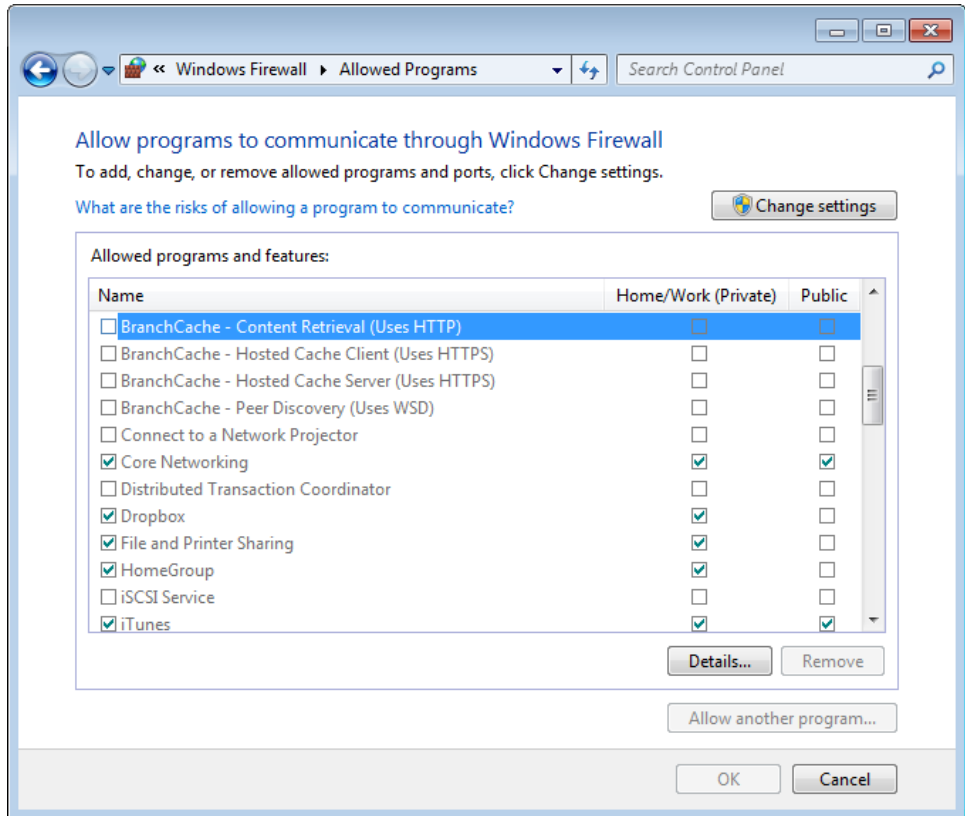 « Windows Firewall Allowed Programs Search Control Panel
Allow programs to communicate through Windows Firewall
To add, change, or remove allowed programs and ports, click Change settings.
What are the risks of allowing a program to communicate? Change settings
Allowed programs and features:
Name Home/Work (Private) Public
BranchCache - Content Retrieval (Uses HTTP)
BranchCache - Hosted Cache Client (Uses HTTPS)
BranchCache - Hosted Cache Server (Uses HTTPS)
BranchCache - Peer Discovery (Uses WSD)
Connect to a Network Projector
Core Networking
Distributed Transaction Coordinator
Dropbox
File and Printer Sharing
HomeGroup
iSCSI Service
iTunes
Details... Remove
Allow another program...
OK Cancel